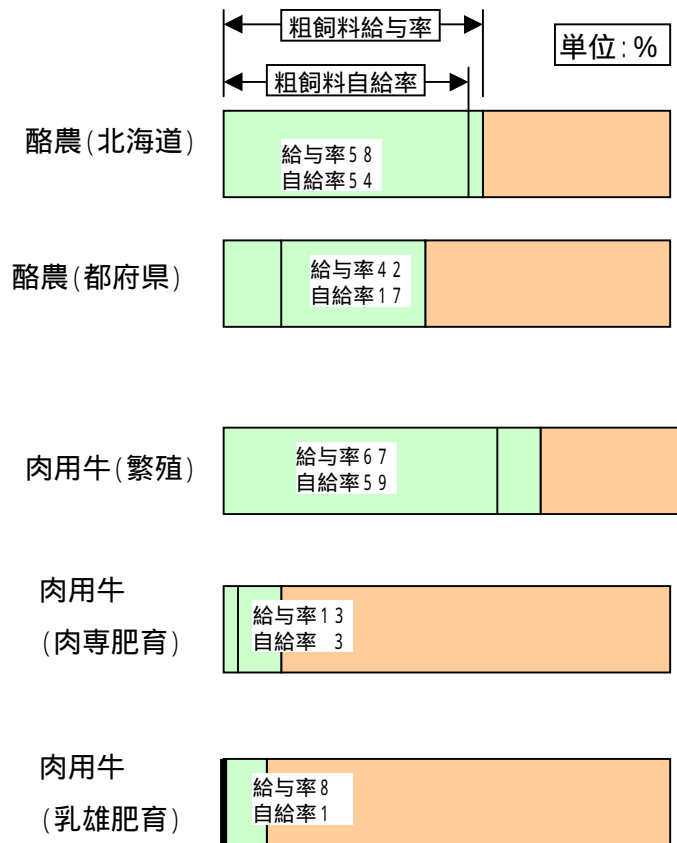 粗飼料給与率
単位:%
粗飼料自給率
酪農(北海道)
給与率58
自給率54
酪農(都府県)
給与率42
自給率17
肉用牛(繁殖)
給与率67
自給率59
肉用牛
(肉専肥育)
給与率13
自給率 3
肉用牛
(乳雄肥育)
給与率8
自給率1